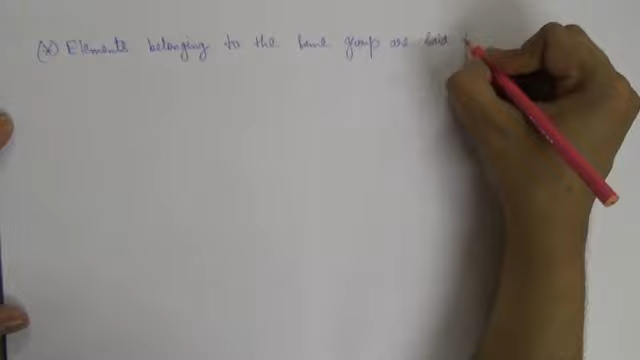 (*) Elements belonging to the same group are said